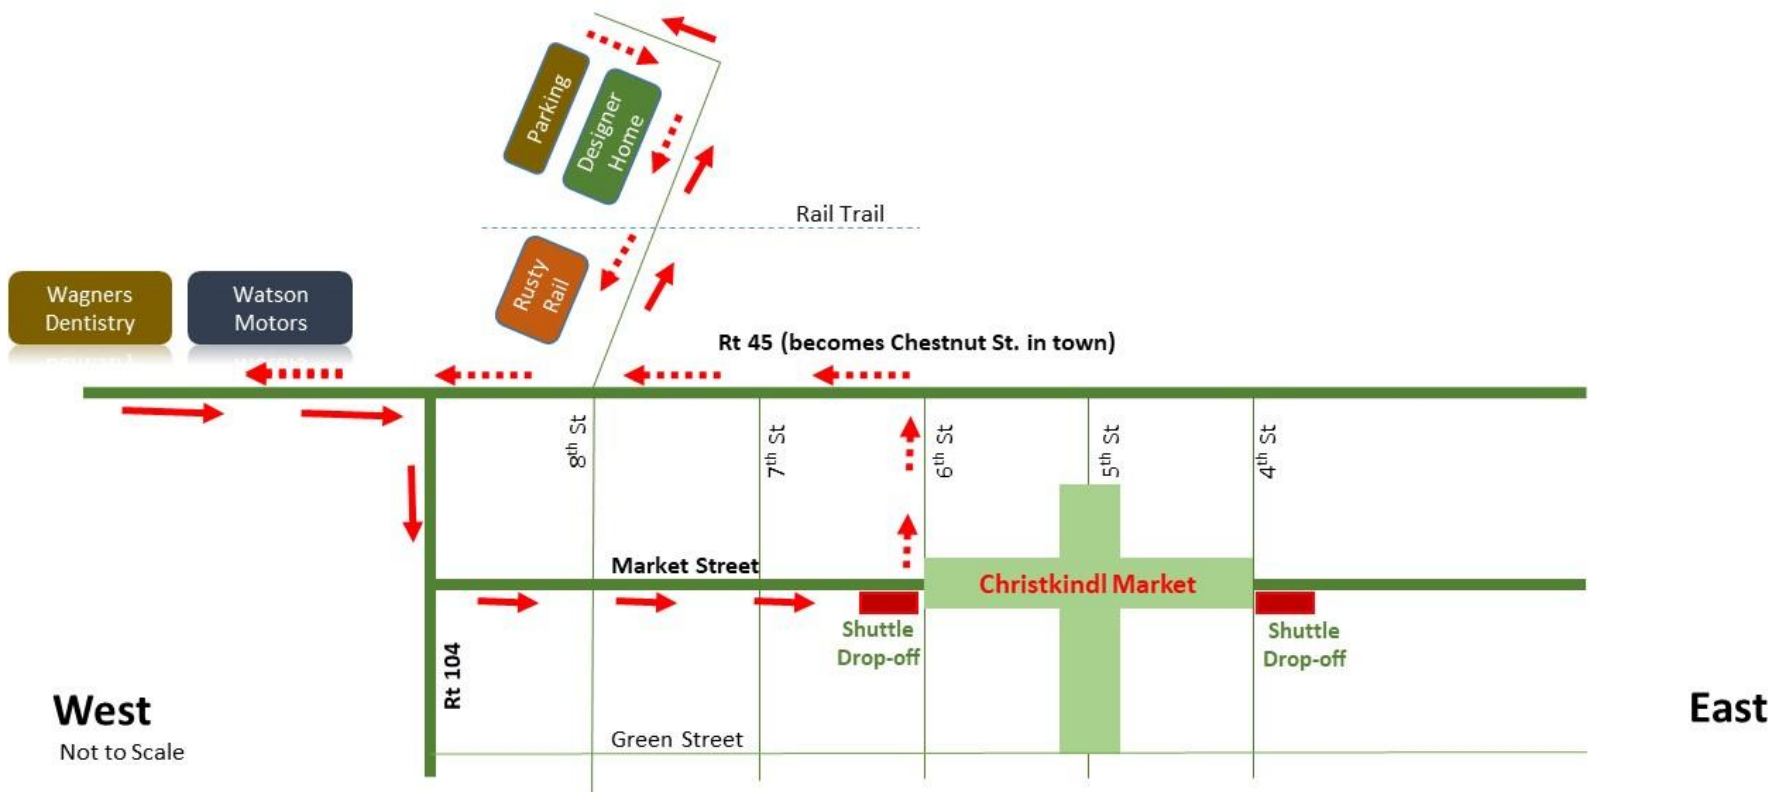 Parking
Designer
Home
Rail Trail
Rusty
Rail
Wagners
Dentistry
Watson
Motors
Rt 45 (becomes Chestnut St. in town)
8th St
7th St
6th St
5th St
4th St
Market Street
Christkindl Market
Shuttle
Drop-off
Shuttle
Drop-off
Rt 104
West
East
Green Street
Not to Scale